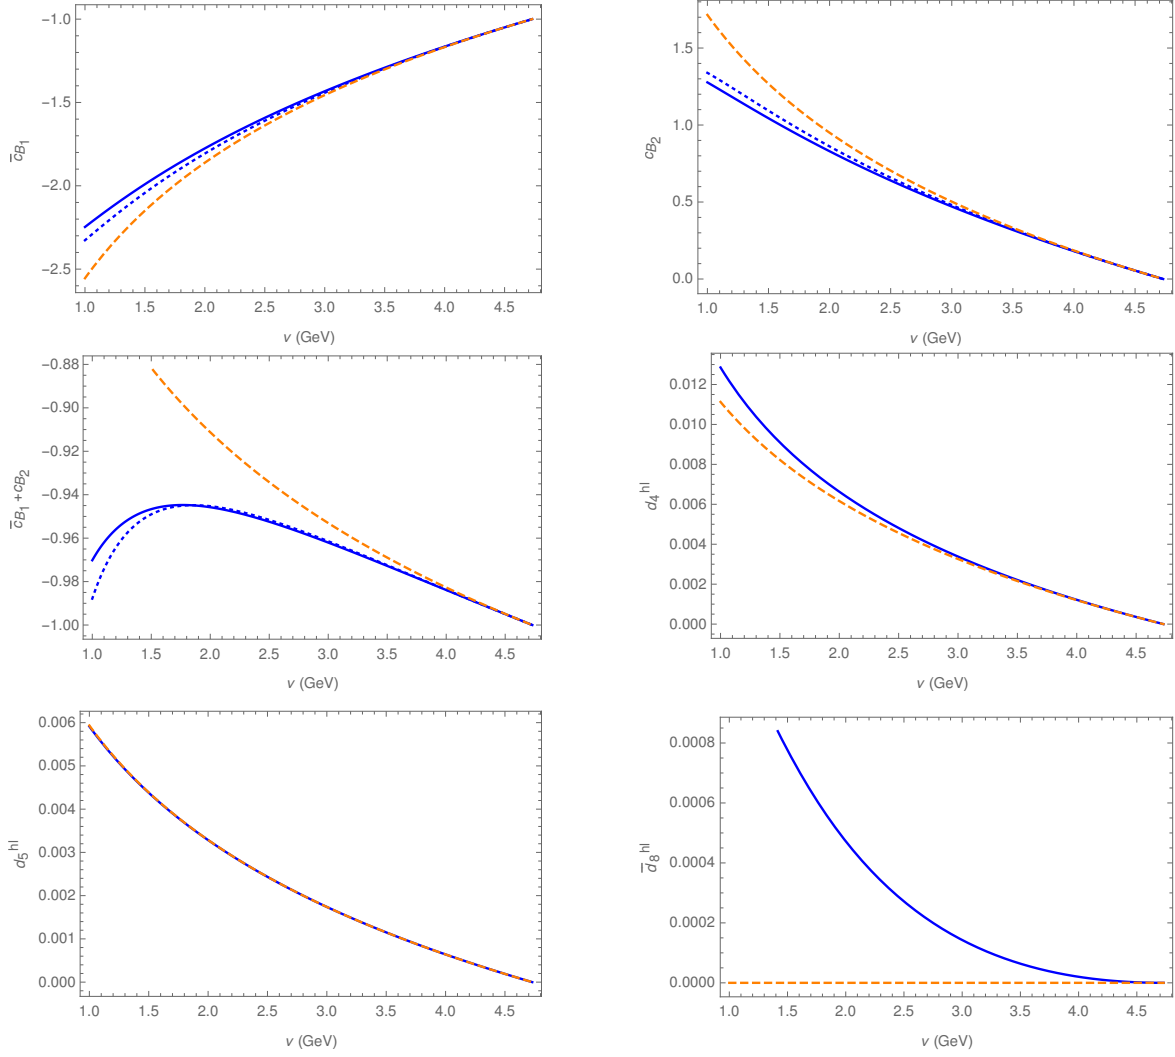 c̄B1
−1.0
−1.5
−2.0
−2.5
1.0 1.5 2.0 2.5 3.0 3.5 4.0 4.5
ν (GeV)
cB2
1.5
1.0
0.5
0.0
1.0 1.5 2.0 2.5 3.0 3.5 4.0 4.5
ν (GeV)
c̄B1 + cB2
−0.88
−0.90
−0.92
−0.94
−0.96
−0.98
−1.00
1.0 1.5 2.0 2.5 3.0 3.5 4.0 4.5
ν (GeV)
d4hl
0.012
0.010
0.008
0.006
0.004
0.002
0.000
1.0 1.5 2.0 2.5 3.0 3.5 4.0 4.5
ν (GeV)
d5hl
0.006
0.005
0.004
0.003
0.002
0.001
0.000
1.0 1.5 2.0 2.5 3.0 3.5 4.0 4.5
ν (GeV)
d̄8hl
0.0008
0.0006
0.0004
0.0002
0.0000
1.0 1.5 2.0 2.5 3.0 3.5 4.0 4.5
ν (GeV)